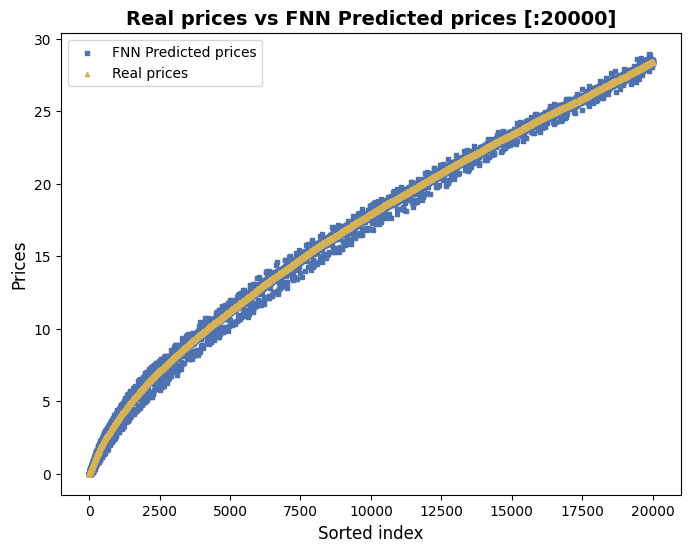 Real prices vs FNN Predicted prices [:20000]
FNN Predicted prices
Real prices
Prices
30
25
20
15
10
5
0
0 2500 5000 7500 10000 12500 15000 17500 20000
Sorted index